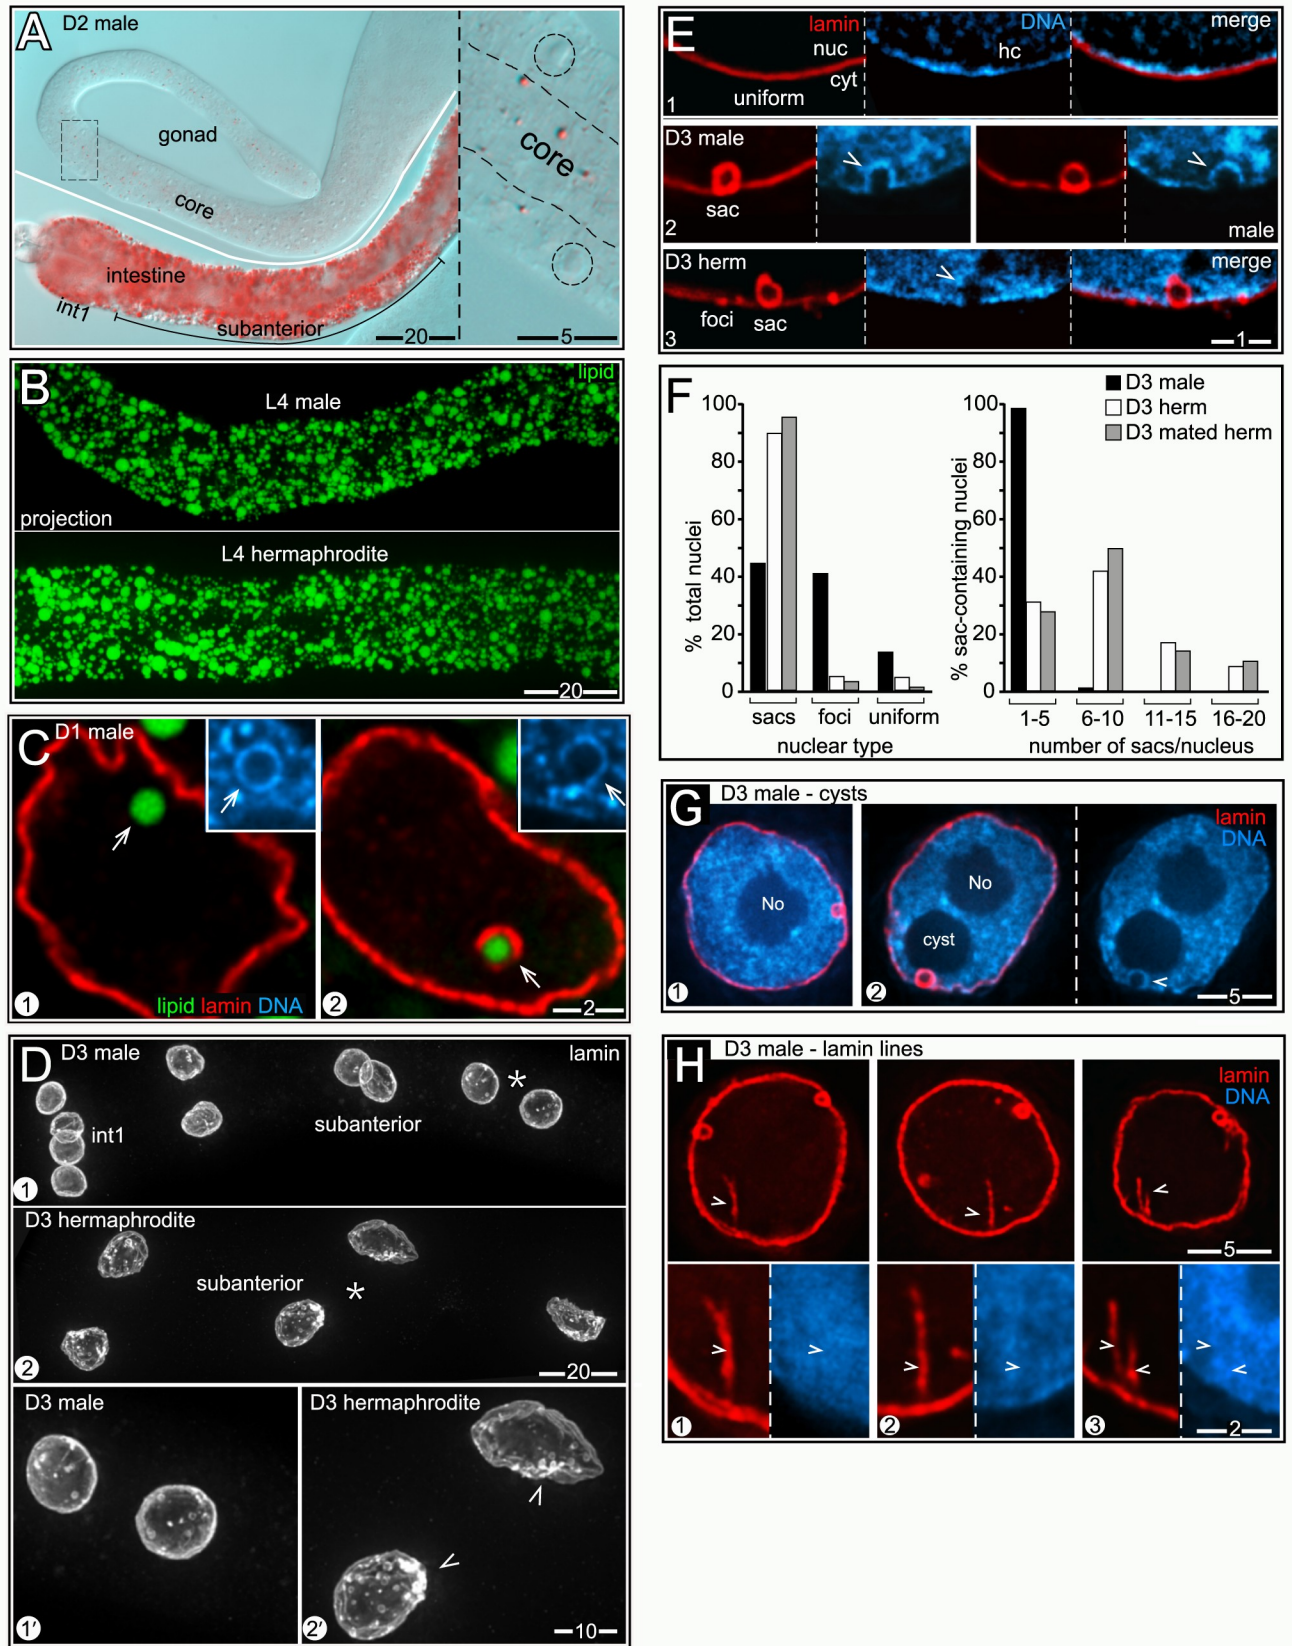 A
D2 male
gonad
core
intestine
int1
subanterior
20
core
5
B
lipid
L4 male
projection
L4 hermaphrodite
20
C
D1 male
1
lipid lamin DNA
2
2
D
D3 male
lamin
int1
subanterior
1
D3 hermaphrodite
subanterior
*
*
2
20
D3 male
D3 hermaphrodite
1′
2′
10
E
lamin
DNA
merge
nuc
hc
cyt
uniform
1
D3 male
sac
2
male
D3 herm
merge
foci
sac
3
1
F
D3 male
D3 herm
D3 mated herm
% total nuclei
100
80
60
40
20
0
sacs
foci
uniform
nuclear type
% sac-containing nuclei
100
80
60
40
20
0
1-5
6-10
11-15
16-20
number of sacs/nucleus
G
D3 male - cysts
lamin
DNA
No
No
cyst
1
2
5
H
D3 male - lamin lines
lamin
DNA
5
1
2
3
2